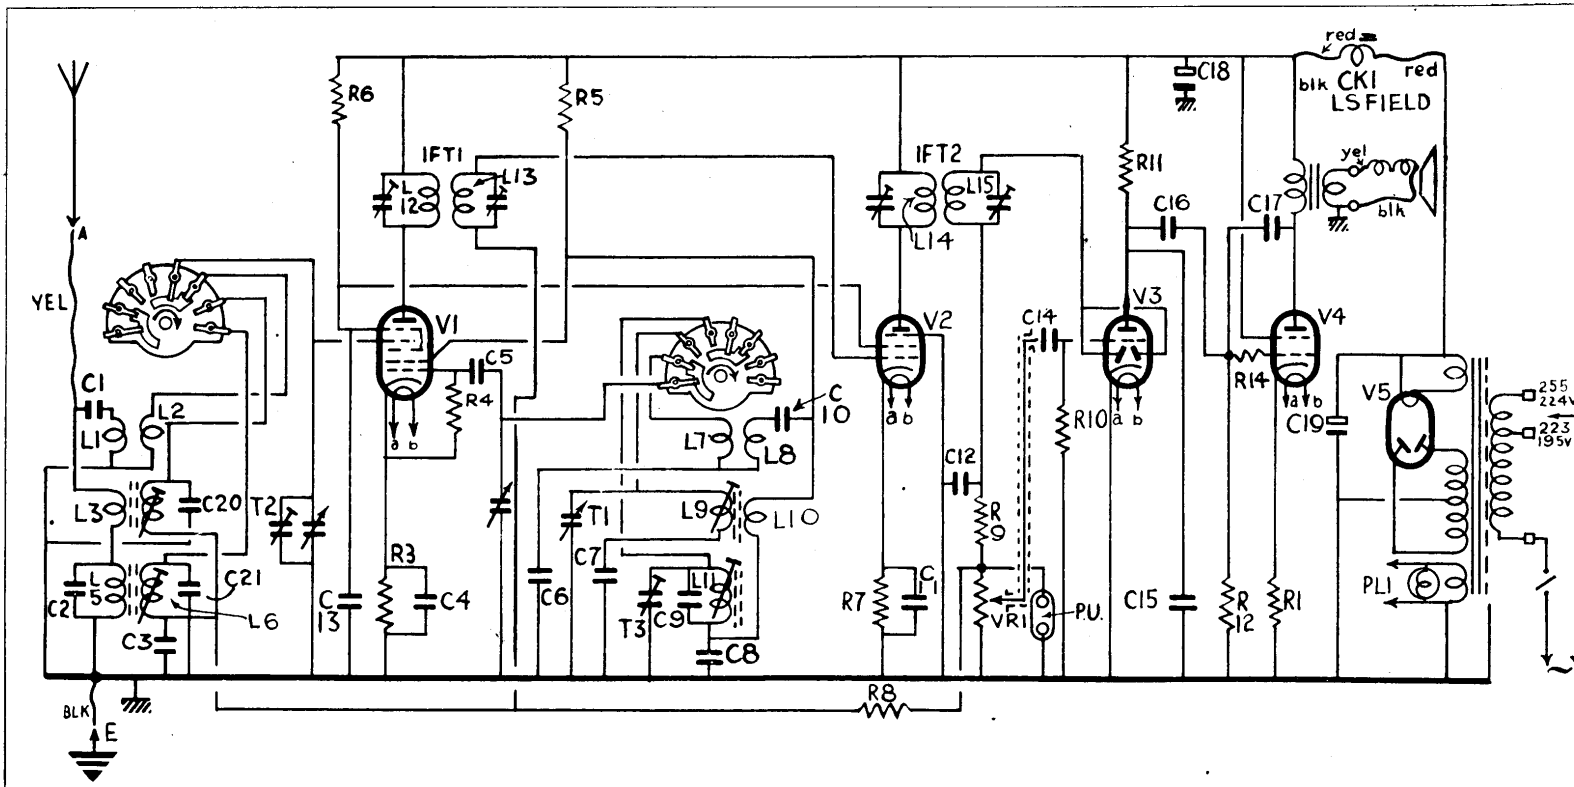 red
blk
CK1
red
LS FIELD
C18
R6
R5
IFT1
L13
L
12
IFT2
L15
L14
R11
C16
C17
yel
blk
A
YEL
V1
V2
V3
V4
C14
C5
R4
C
10
R14
V5
C19
255
224V
223
195V
C1
L1
L2
L7
L8
R10
a b
a b
a b
a b
C12
L3
C20
T2
T1
L9
L10
R
9
R3
C7
L
5
C2
C21
L6
C3
C
13
C4
C6
T3
C9
L11
C8
R7
C
1
VR1
P.U.
C15
R
12
R1
PL1
~
R8
BLK
E